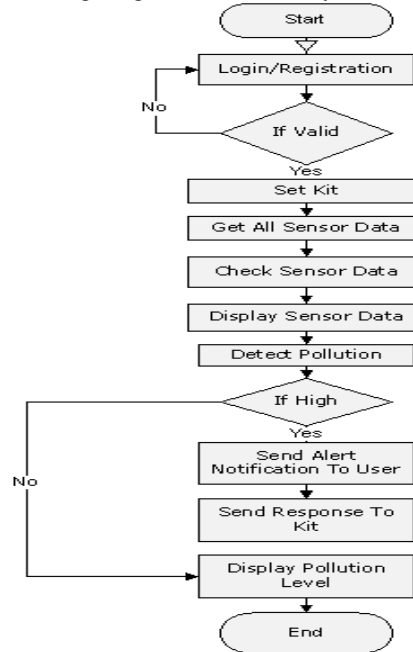 Start
Login/Registration
No
If Valid
Yes
Set Kit
Get All Sensor Data
Check Sensor Data
Display Sensor Data
Detect Pollution
If High
Yes
Send Alert
Notification To User
No
Send Response To
Kit
Display Pollution
Level
End